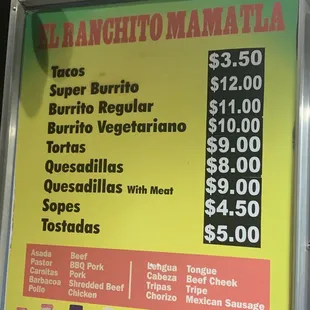 EL RANCHITO MAMATLA
Tacos $3.50
Super Burrito $12.00
Burrito Regular $11.00
Burrito Vegetariano $10.00
Tortas $9.00
Quesadillas $8.00
Quesadillas With Meat $9.00
Sopes $4.50
Tostadas $5.00
Asada Beef
Pastor BBQ Pork
Carnitas Pork
Barbacoa Shredded Beef
Pollo Chicken
Lengua Tongue
Cabeza Beef Cheek
Tripas Tripe
Chorizo Mexican Sausage